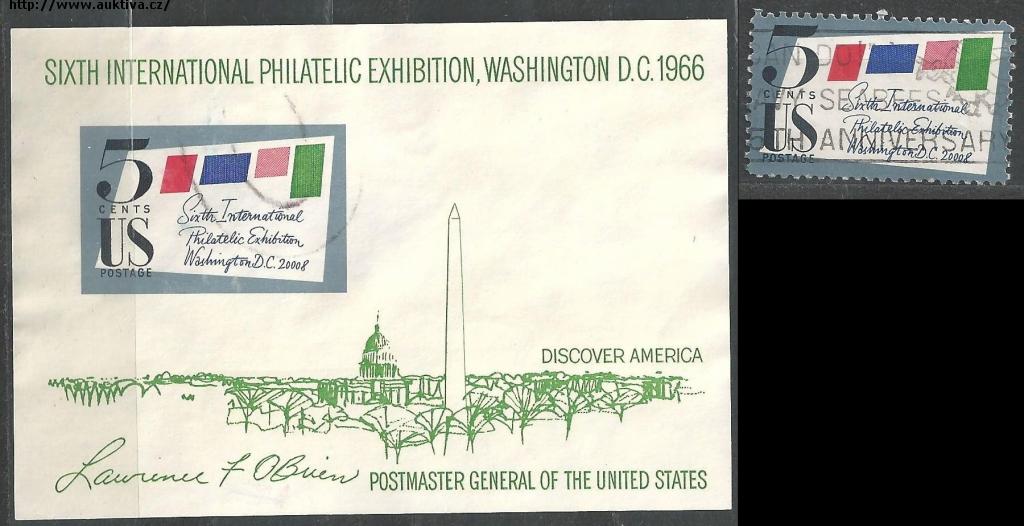 http://www.auktiva.cz
SIXTH INTERNATIONAL PHILATELIC EXHIBITION, WASHINGTON D.C. 1966
5
CENTS
US
POSTAGE
Sixth International
Philatelic Exhibition
Washington D.C. 20008
DISCOVER AMERICA
Lawrence F O'Brien
POSTMASTER GENERAL OF THE UNITED STATES
5
CENTS
US
POSTAGE
Sixth International
Philatelic Exhibition
Washington D.C. 20008
SEABEES
5TH ANNIVERSARY